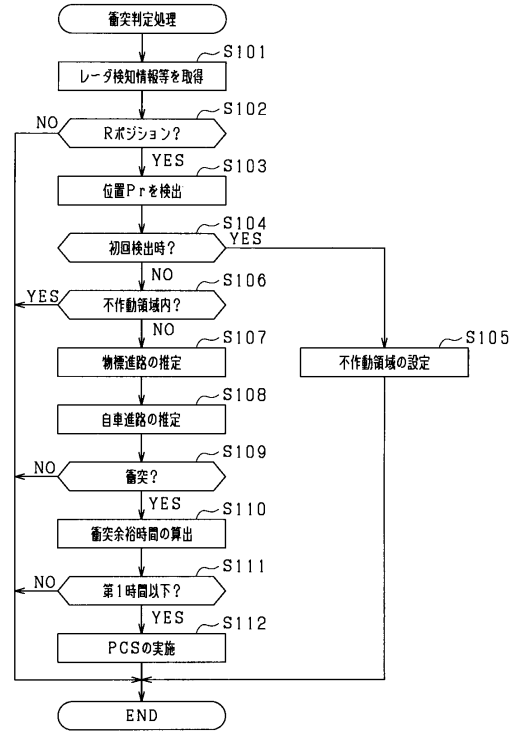 衝突判定処理
S101
レーダ検知情報等を取得
S102
NO
Rポジション?
YES
S103
位置Prを検出
S104
初回検出時?
YES
NO
S106
YES
不作動領域内?
NO
S107
S105
物標進路の推定
不作動領域の設定
S108
自車進路の推定
S109
NO
衝突?
YES
S110
衝突余裕時間の算出
S111
NO
第1時間以下?
YES
S112
PCSの実施
END